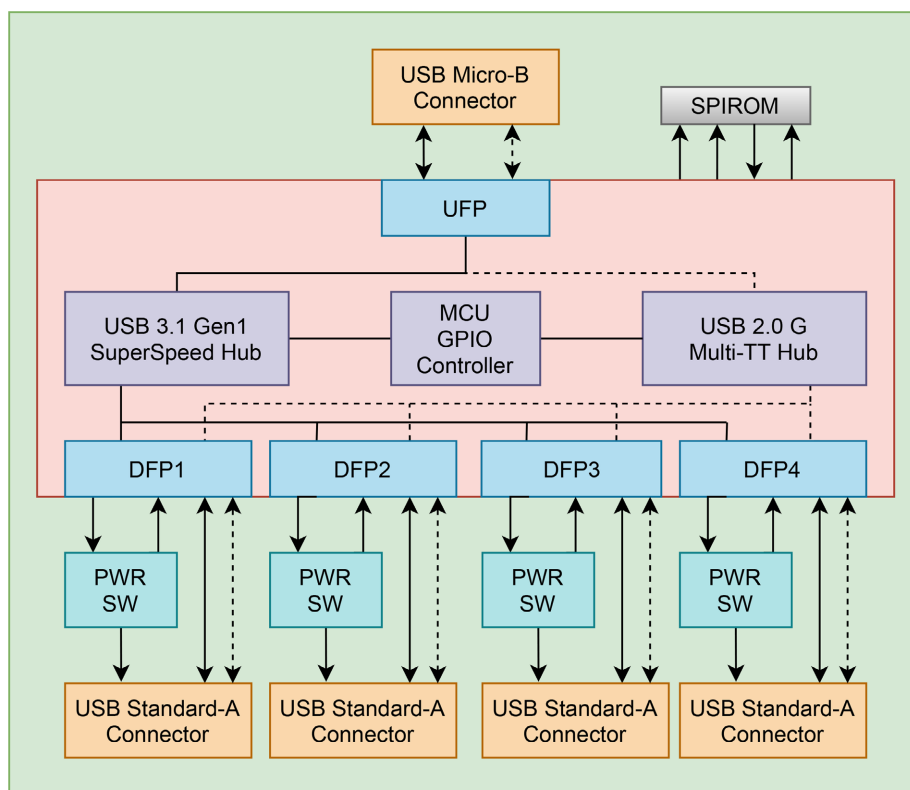 USB Micro-B
Connector
SPIROM
UFP
USB 3.1 Gen1
SuperSpeed Hub
MCU
GPIO
Controller
USB 2.0 G
Multi-TT Hub
DFP1
DFP2
DFP3
DFP4
PWR
SW
PWR
SW
PWR
SW
PWR
SW
USB Standard-A
Connector
USB Standard-A
Connector
USB Standard-A
Connector
USB Standard-A
Connector